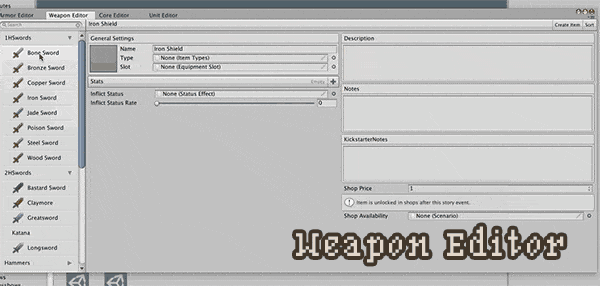 Armor Editor
Weapon Editor
Core Editor
Unit Editor
Search
Iron Shield
Create Item
Sort
1HSwords
Bone Sword
Bronze Sword
Copper Sword
Iron Sword
Jade Sword
Poison Sword
Steel Sword
Wood Sword
2HSwords
Bastard Sword
Claymore
Greatsword
Katana
Longsword
Hammers
General Settings
Name Iron Shield
Type None (Item Types)
Slot None (Equipment Slot)
Stats
Empty
Inflict Status None (Status Effect)
Inflict Status Rate 0
Description
Notes
KickstarterNotes
Shop Price 1
Item is unlocked in shops after this story event.
Shop Availability None (Scenario)
Weapon Editor